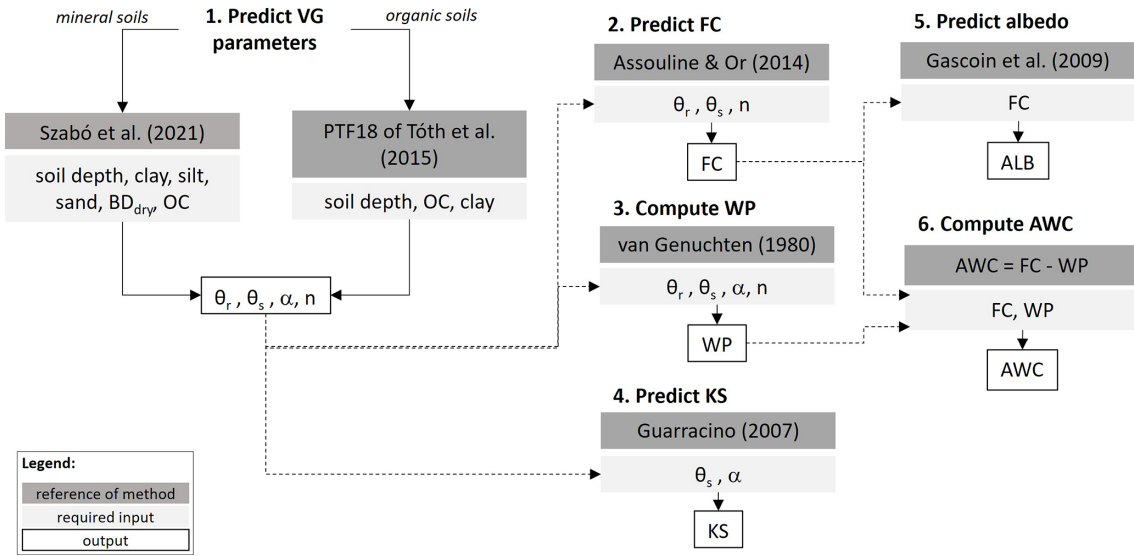 mineral soils
1. Predict VG
parameters
organic soils
Szabó et al. (2021)
soil depth, clay, silt,
sand, BDdry, OC
PTF18 of Tóth et al.
(2015)
soil depth, OC, clay
θr , θs , α, n
2. Predict FC
Assouline & Or (2014)
θr , θs , n
FC
3. Compute WP
van Genuchten (1980)
θr , θs , α, n
WP
4. Predict KS
Guarracino (2007)
θs , α
KS
5. Predict albedo
Gascoin et al. (2009)
FC
ALB
6. Compute AWC
AWC = FC - WP
FC, WP
AWC
Legend:
reference of method
required input
output